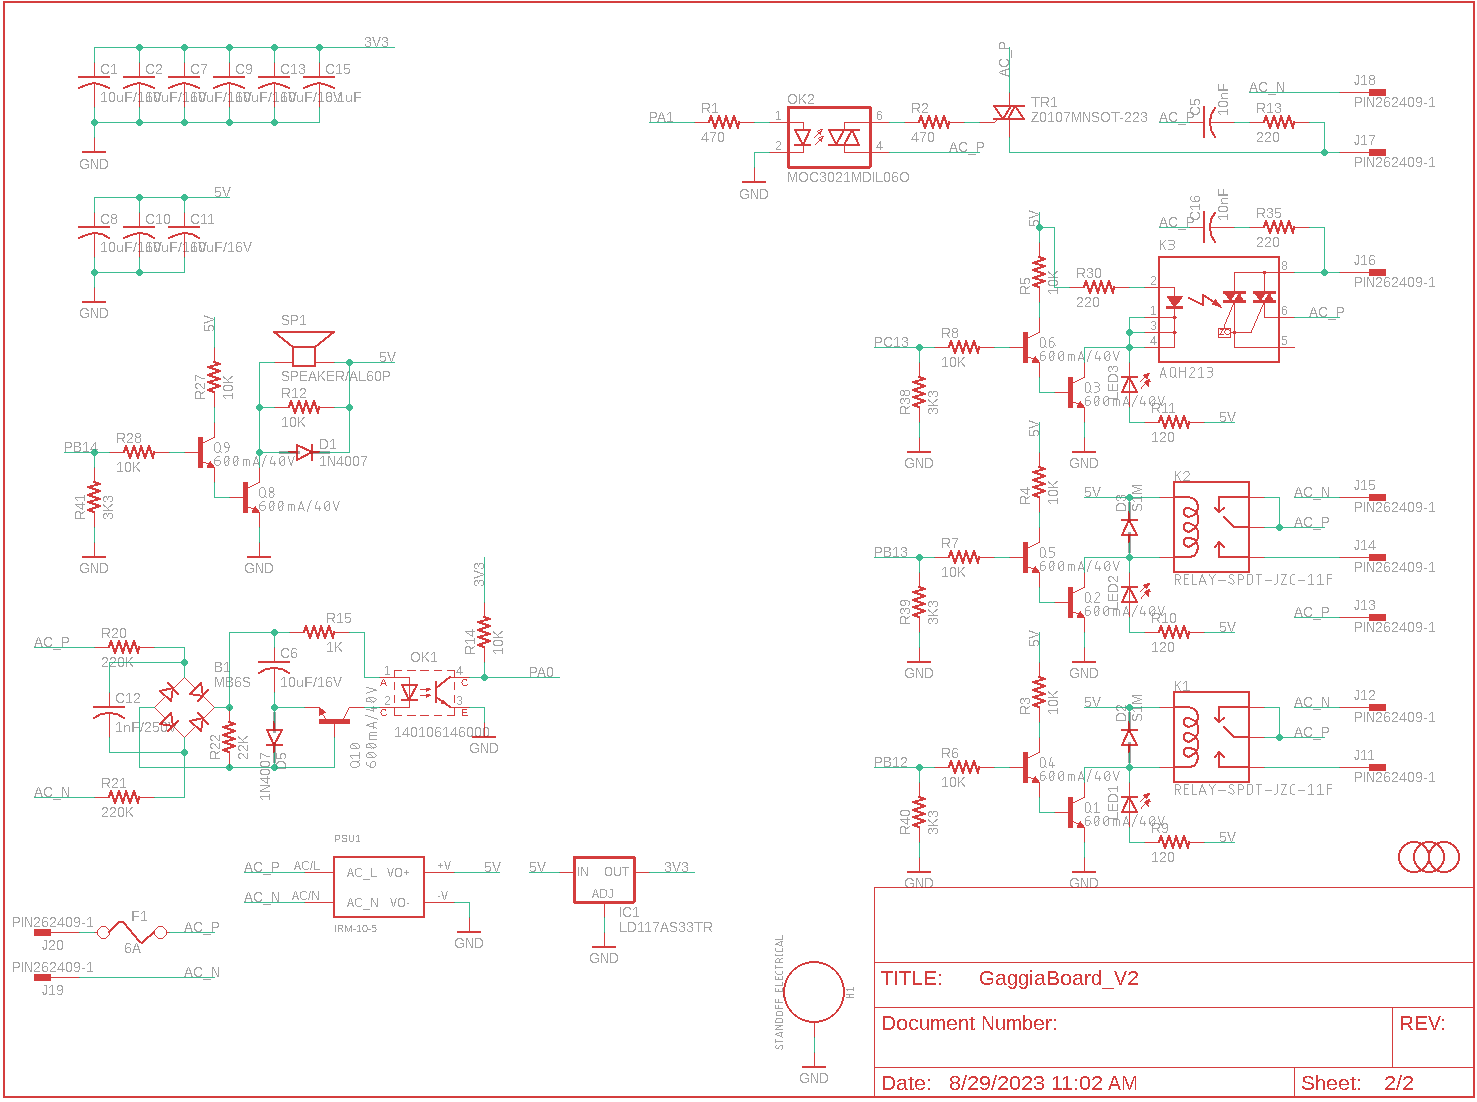 3V3
C1
C2
C7
C9
C13
C15
10uF/16V
0.1uF
GND
5V
C8
C10
C11
10uF/16V
10uF/16V
10uF/16V
GND
5V
R27
10K
SP1
5V
SPEAKER/AL60P
R12
10K
D1
1N4007
PB14
R28
10K
Q9
600mA/40V
R41
3K3
Q8
600mA/40V
GND
GND
AC_P
R20
220K
C12
1nF/250V
B1
MB6S
R21
220K
AC_N
R22
22K
C6
10uF/16V
R15
1K
1N4007
D5
Q10
600mA/40V
OK1
1
A
2
C
4
C
3
E
140106146000
3V3
R14
10K
PA0
GND
PSU1
AC_P
AC/L
AC_L
VO+
+V
5V
AC_N
AC/N
AC_N
VO-
-V
IRM-10-5
GND
5V
IN
OUT
3V3
ADJ
IC1
LD117AS33TR
GND
PIN262409-1
J20
F1
6A
AC_P
PIN262409-1
J19
AC_N
STANDOFF_ELECTRICAL
H1
GND
PA1
R1
470
OK2
1
2
6
4
MOC3021MDIL06O
GND
R2
470
AC_P
AC_P
TR1
Z0107MNSOT-223
AC_P
C5
10nF
R13
220
AC_N
J18
PIN262409-1
J17
PIN262409-1
AC_P
C16
10nF
R35
220
J16
PIN262409-1
5V
R5
10K
R30
220
K3
2
1
3
4
8
6
5
ZC
AC_P
AQH213
PC13
R8
10K
Q6
600mA/40V
R38
3K3
Q3
600mA/40V
LED3
R11
120
5V
GND
GND
5V
R4
10K
5V
D3
S1M
K2
RELAY-SPDT-JZC-11F
AC_N
J15
PIN262409-1
AC_P
J14
PIN262409-1
AC_P
J13
PIN262409-1
PB13
R7
10K
Q5
600mA/40V
R39
3K3
Q2
600mA/40V
LED2
R10
120
5V
GND
GND
5V
R3
10K
5V
D2
S1M
K1
RELAY-SPDT-JZC-11F
AC_N
J12
PIN262409-1
AC_P
J11
PIN262409-1
PB12
R6
10K
Q4
600mA/40V
R40
3K3
Q1
600mA/40V
LED1
R9
120
5V
GND
GND
TITLE: GaggiaBoard_V2
Document Number:
REV:
Date: 8/29/2023 11:02 AM
Sheet: 2/2